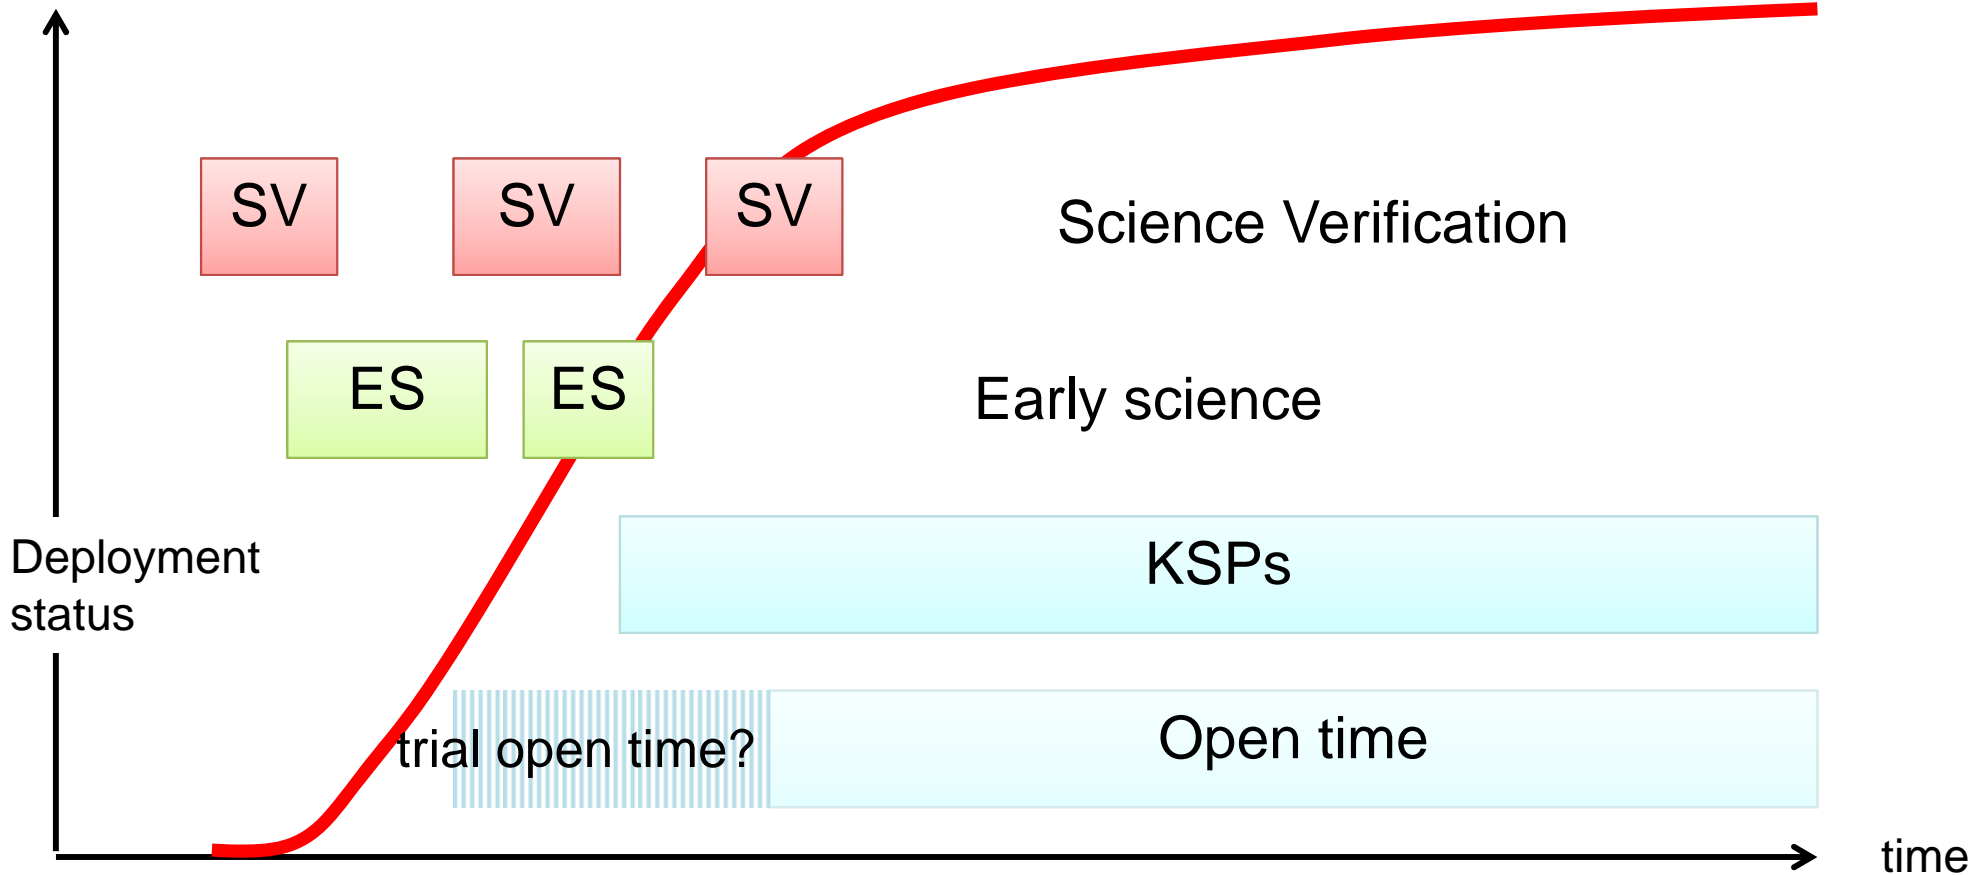 SV
SV
SV
Science Verification
ES
ES
Early science
Deployment
status
KSPs
trial open time?
Open time
time